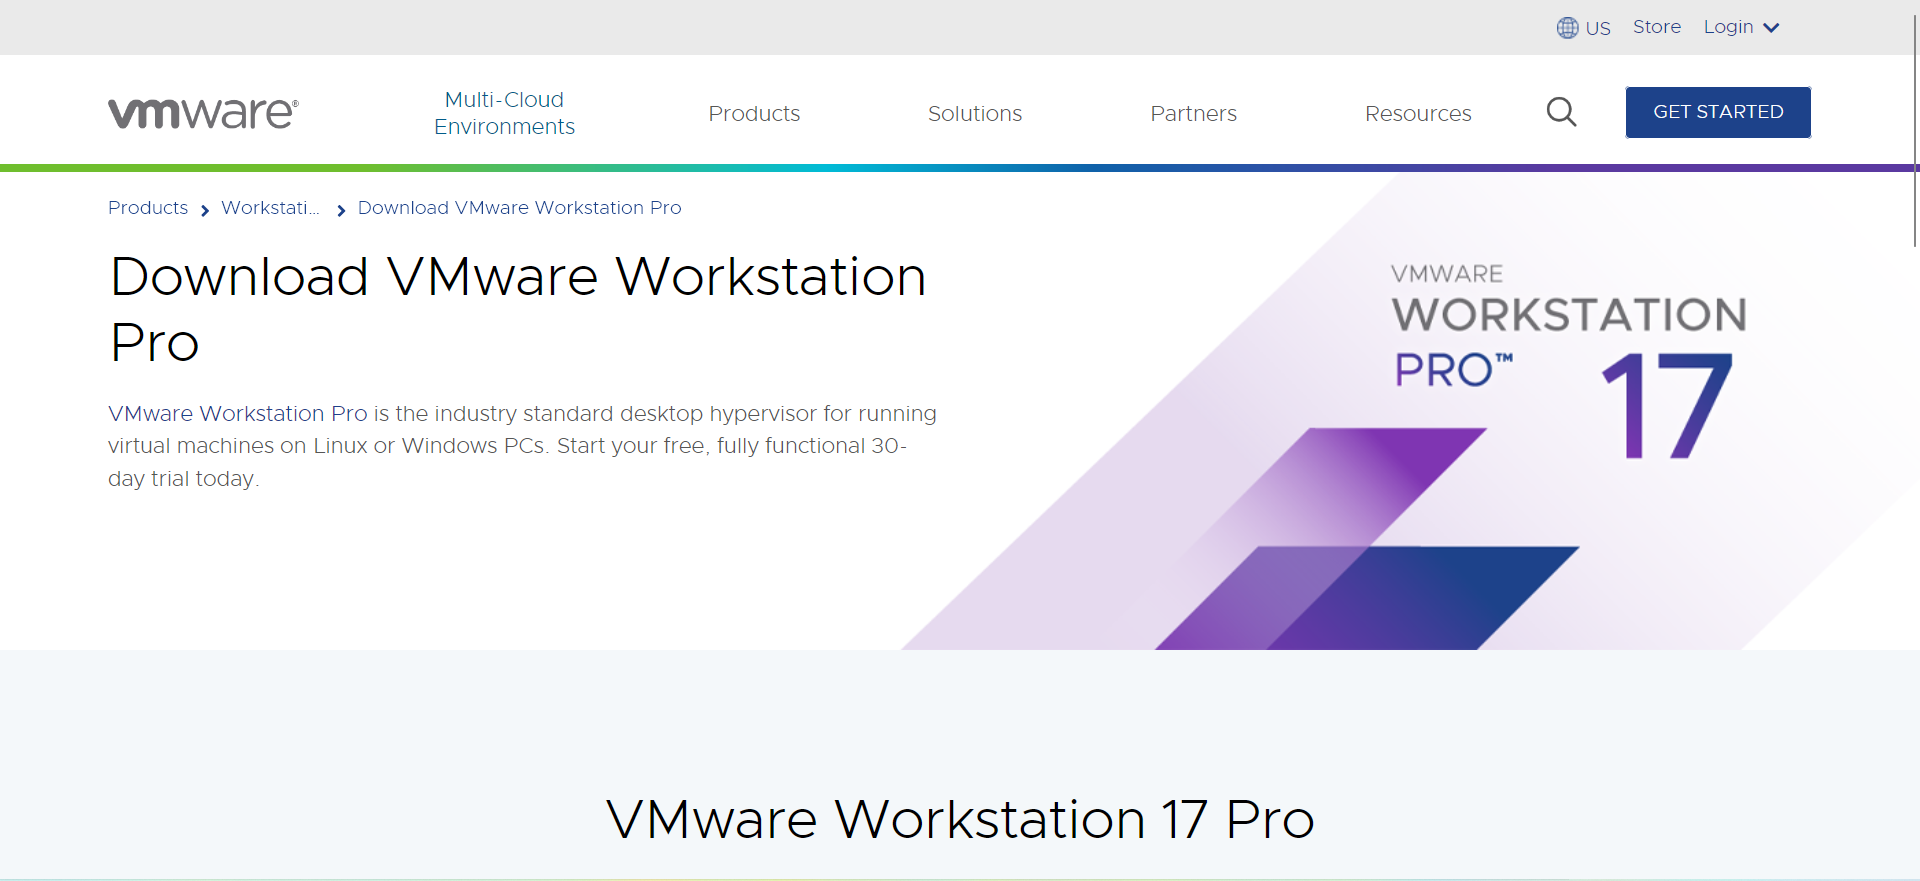 US Store Login
vmware®
Multi-Cloud
Environments
Products
Solutions
Partners
Resources
GET STARTED
Products
Workstati...
Download VMware Workstation Pro
Download VMware Workstation
Pro
VMware Workstation Pro is the industry standard desktop hypervisor for running
virtual machines on Linux or Windows PCs. Start your free, fully functional 30-
day trial today.
VMWARE
WORKSTATION
PRO™ 17
VMware Workstation 17 Pro